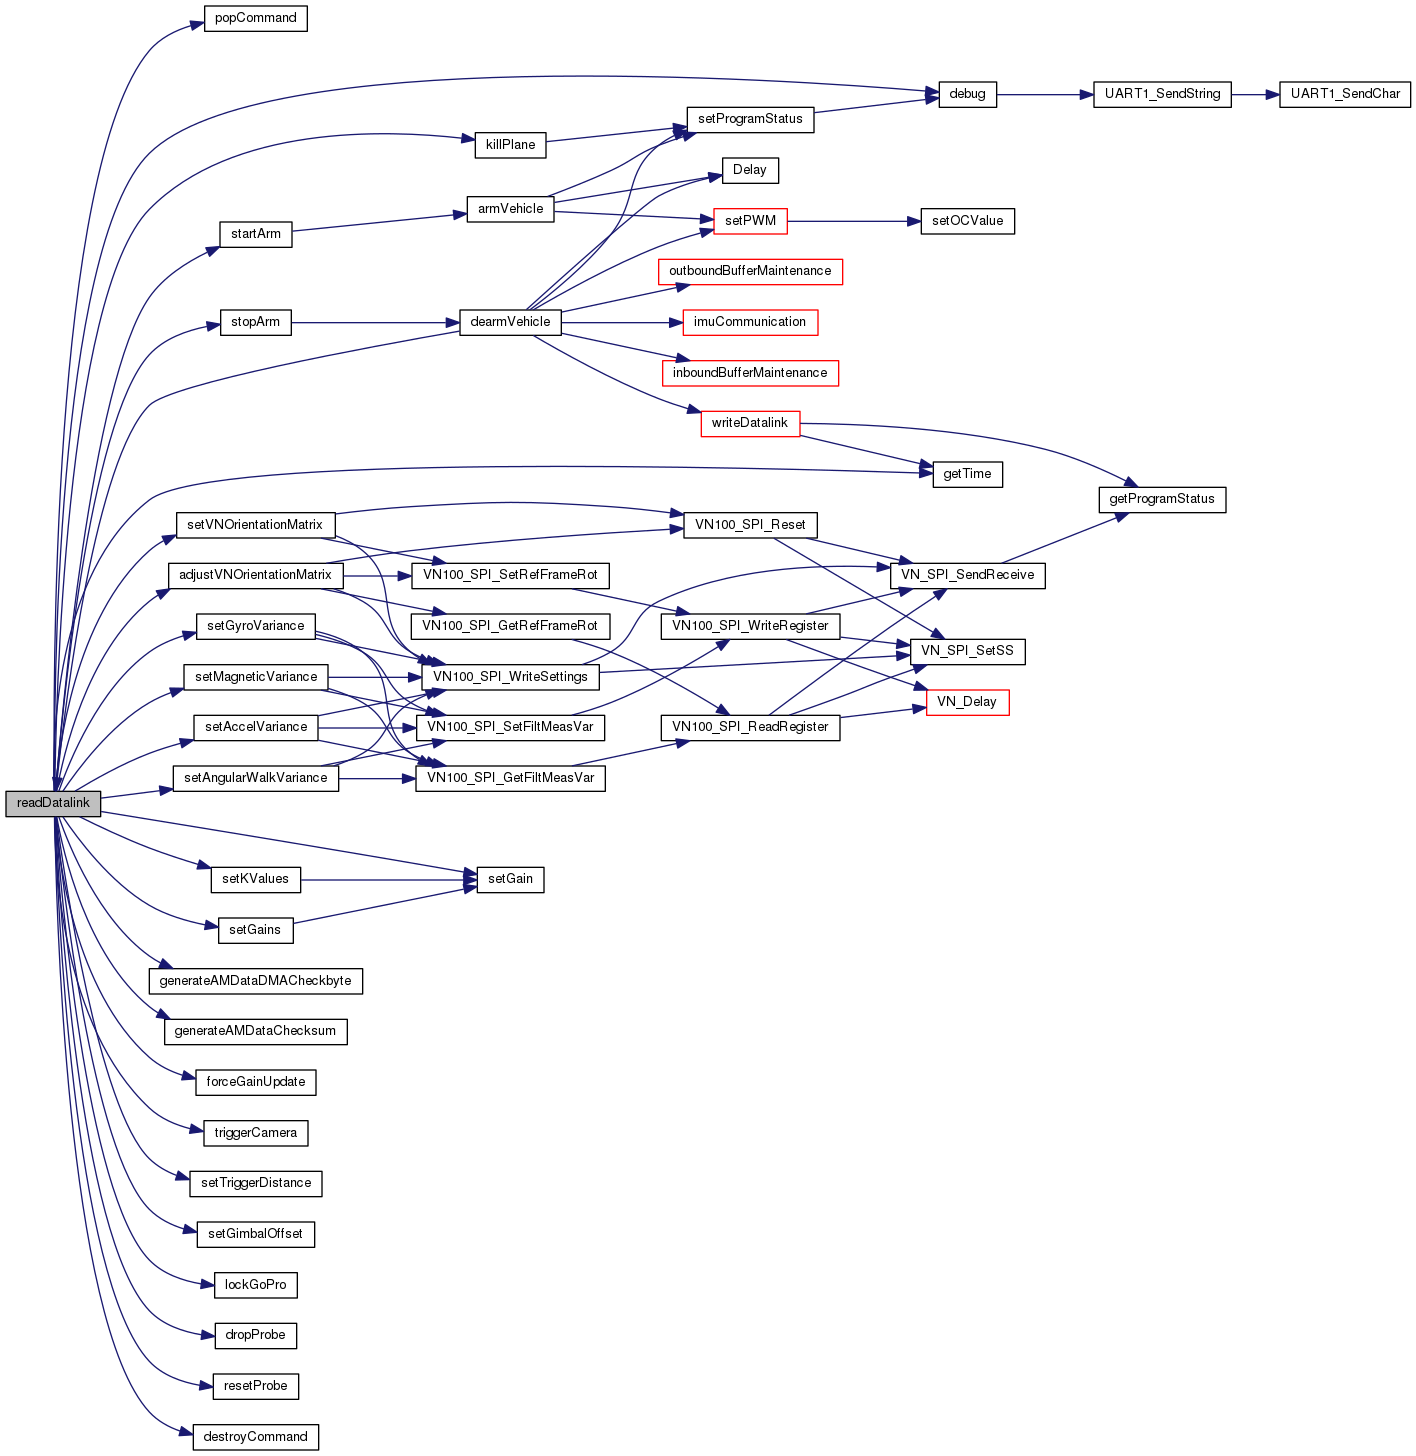 popCommand
debug
UART1_SendString
UART1_SendChar
setProgramStatus
killPlane
Delay
armVehicle
setPWM
setOCValue
startArm
outboundBufferMaintenance
stopArm
dearmVehicle
imuCommunication
inboundBufferMaintenance
writeDatalink
getTime
getProgramStatus
setVNOrientationMatrix
VN100_SPI_Reset
adjustVNOrientationMatrix
VN100_SPI_SetRefFrameRot
VN_SPI_SendReceive
setGyroVariance
VN100_SPI_GetRefFrameRot
VN100_SPI_WriteRegister
VN_SPI_SetSS
setMagneticVariance
VN100_SPI_WriteSettings
VN_Delay
setAccelVariance
VN100_SPI_SetFiltMeasVar
VN100_SPI_ReadRegister
setAngularWalkVariance
VN100_SPI_GetFiltMeasVar
readDatalink
setKValues
setGain
setGains
generateAMDataDMACheckbyte
generateAMDataChecksum
forceGainUpdate
triggerCamera
setTriggerDistance
setGimbalOffset
lockGoPro
dropProbe
resetProbe
destroyCommand